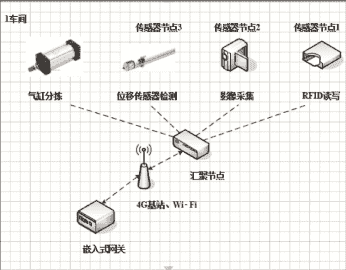 1车间
传感器节点3 传感器节点2 传感器节点1
气缸分拣 位移传感器检测 影像采集 RFID读写
汇聚节点
4G基站、Wi-Fi
嵌入式网关